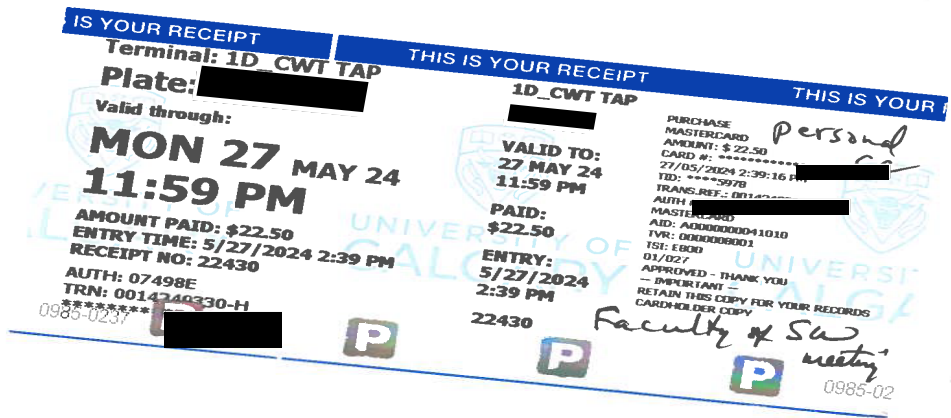 IS YOUR RECEIPT
THIS IS YOUR RECEIPT
THIS IS YOUR
Terminal: 1D_CWT TAP
Plate:
Valid through:
MON 27 MAY 24
11:59 PM
AMOUNT PAID: $22.50
ENTRY TIME: 5/27/2024 2:39 PM
RECEIPT NO: 22430
AUTH: 07498E
TRN: 0014240330-H
0985-0237
P
1D_CWT TAP
VALID TO:
27 MAY 24
11:59 PM
PAID:
$22.50
ENTRY:
5/27/2024
2:39 PM
22430
P
PURCHASE
MASTERCARD
AMOUNT: $ 22.50
CARD #: ************
27/05/2024 2:39:16 PM
TID: ****5978
TRANS.REF.:
AUTH
MASTERCARD
AID: A0000000041010
TVR: 0000008001
TSI: E800
01/027
APPROVED - THANK YOU
-- IMPORTANT --
RETAIN THIS COPY FOR YOUR RECORDS
CARDHOLDER COPY
personal
Faculty of SW
meeting
P
0985-02
UNIVERSITY OF
CALGARY